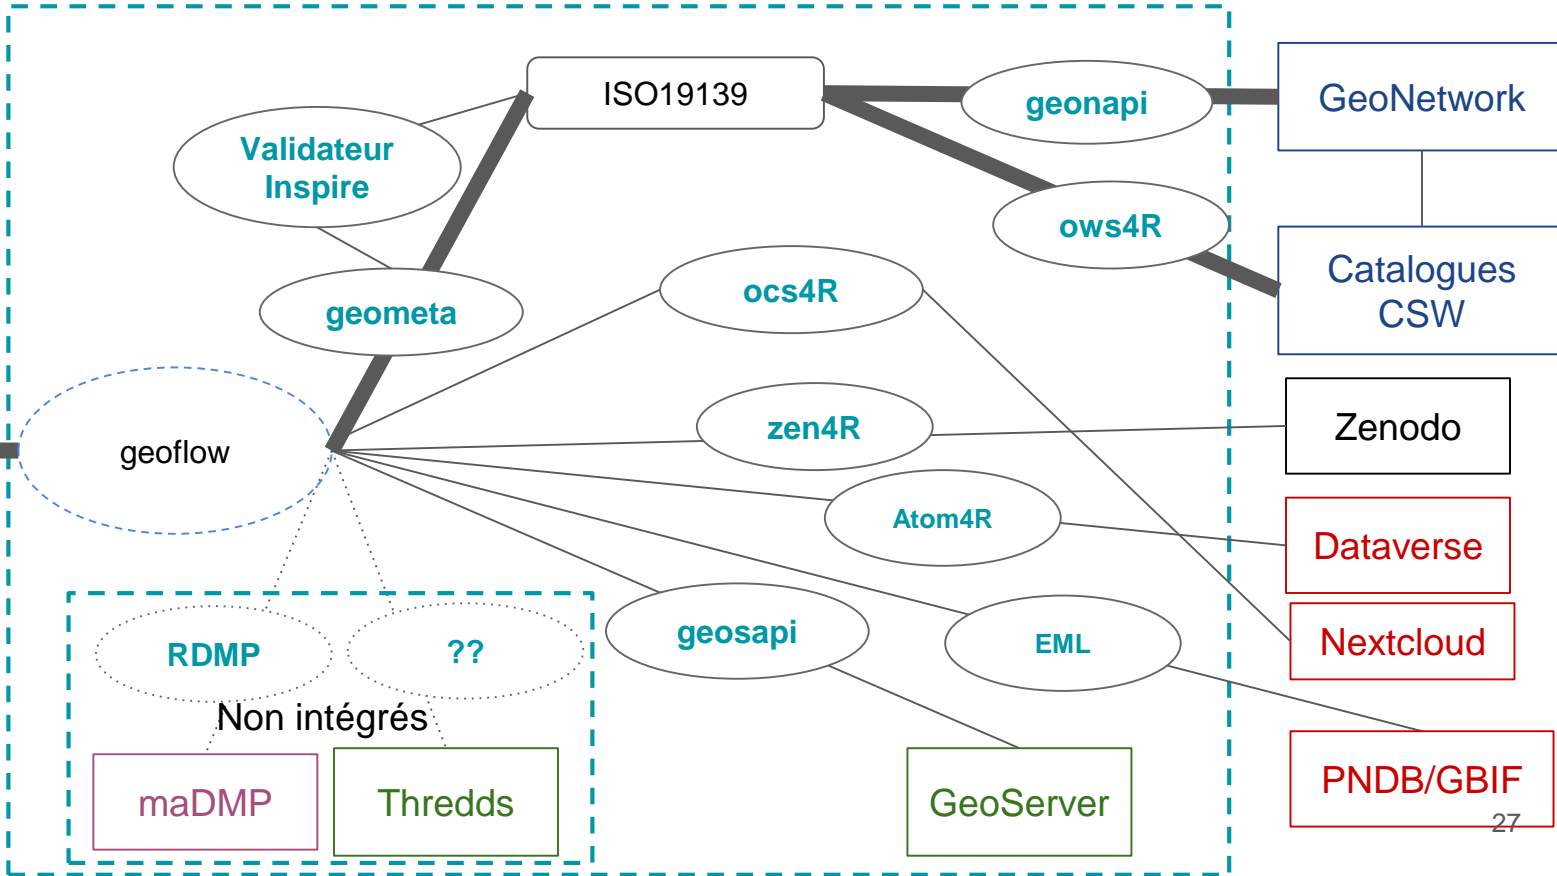 ISO19139
geonapi
GeoNetwork
Validateur
Inspire
ows4R
Catalogues
CSW
geometa
ocs4R
zen4R
Zenodo
geoflow
Atom4R
Dataverse
geosapi
EML
Nextcloud
RDMP
??
Non intégrés
maDMP
Thredds
GeoServer
PNDB/GBIF
27